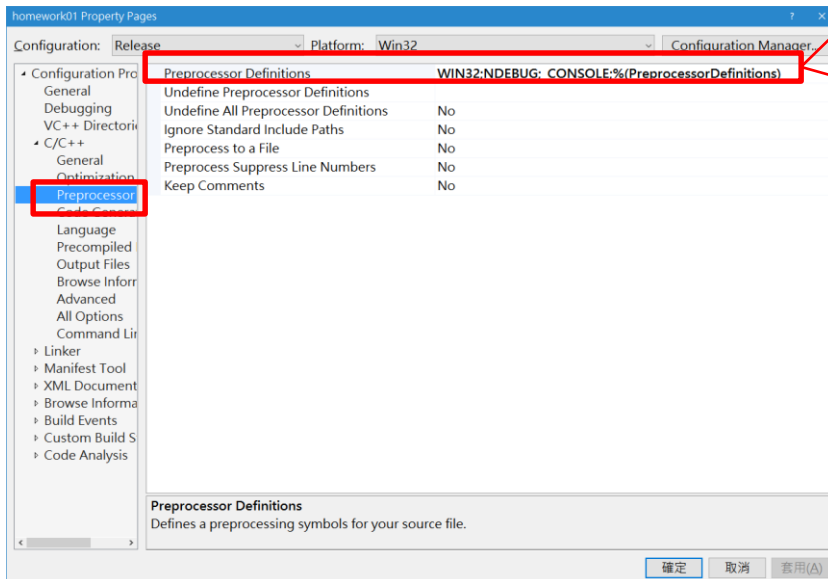 homework01 Property Pages ? ×
Configuration: Release Platform: Win32 Configuration Manager...
Configuration Pro
General
Debugging
VC++ Directori
C/C++
General
Optimization
Preprocessor
Code Genera
Language
Precompiled
Output Files
Browse Inforr
Advanced
All Options
Command Lir
Linker
Manifest Tool
XML Document
Browse Informa
Build Events
Custom Build S
Code Analysis
Preprocessor Definitions WIN32;NDEBUG;_CONSOLE;%(PreprocessorDefinitions)
Undefine Preprocessor Definitions
Undefine All Preprocessor Definitions No
Ignore Standard Include Paths No
Preprocess to a File No
Preprocess Suppress Line Numbers No
Keep Comments No
Preprocessor Definitions
Defines a preprocessing symbols for your source file.
確定 取消 套用(A)